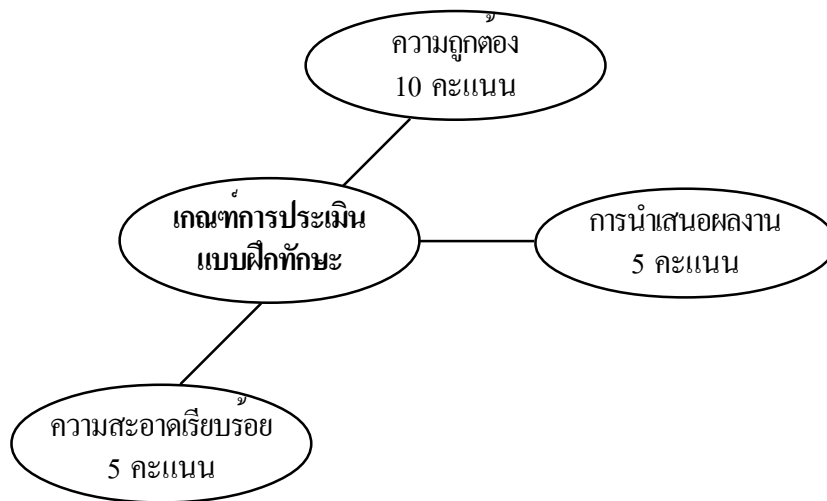 ความถูกต้อง
10 คะแนน
เกณฑ์การประเมิน
แบบฝึกทักษะ
การนำเสนอผลงาน
5 คะแนน
ความสะอาดเรียบร้อย
5 คะแนน